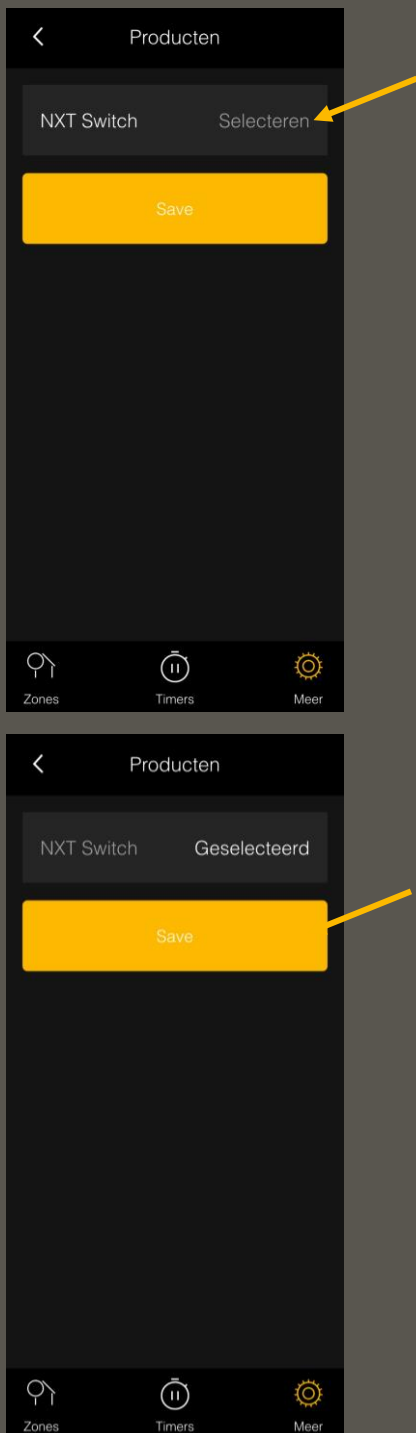 Producten
NXT Switch Selecteren
Save
Zones Timers Meer
Producten
NXT Switch Geselecteerd
Save
Zones Timers Meer